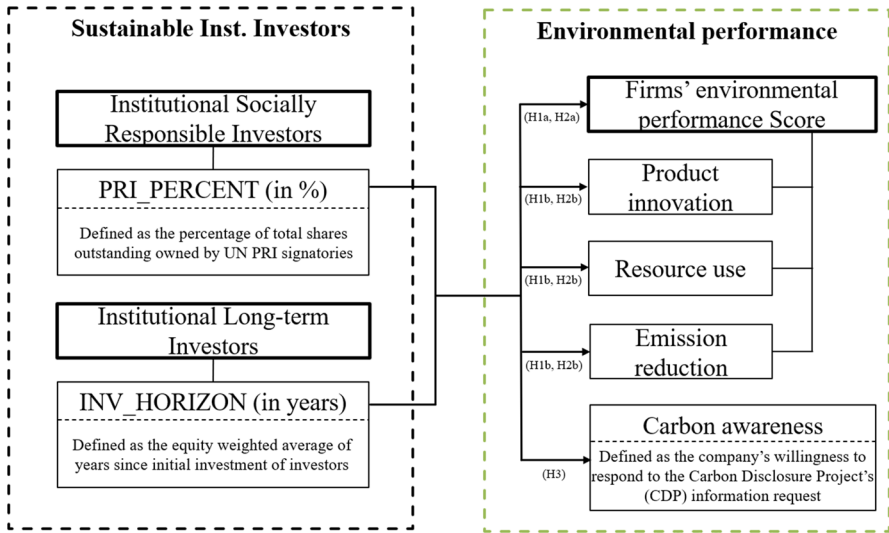 Sustainable Inst. Investors
Institutional Socially
Responsible Investors
PRI_PERCENT (in %)
Defined as the percentage of total shares
outstanding owned by UN PRI signatories
Institutional Long-term
Investors
INV_HORIZON (in years)
Defined as the equity weighted average of
years since initial investment of investors
Environmental performance
Firms’ environmental
performance Score
(H1a, H2a)
Product
innovation
(H1b, H2b)
Resource use
(H1b, H2b)
Emission
reduction
(H1b, H2b)
Carbon awareness
Defined as the company’s willingness to
respond to the Carbon Disclosure Project’s
(CDP) information request
(H3)